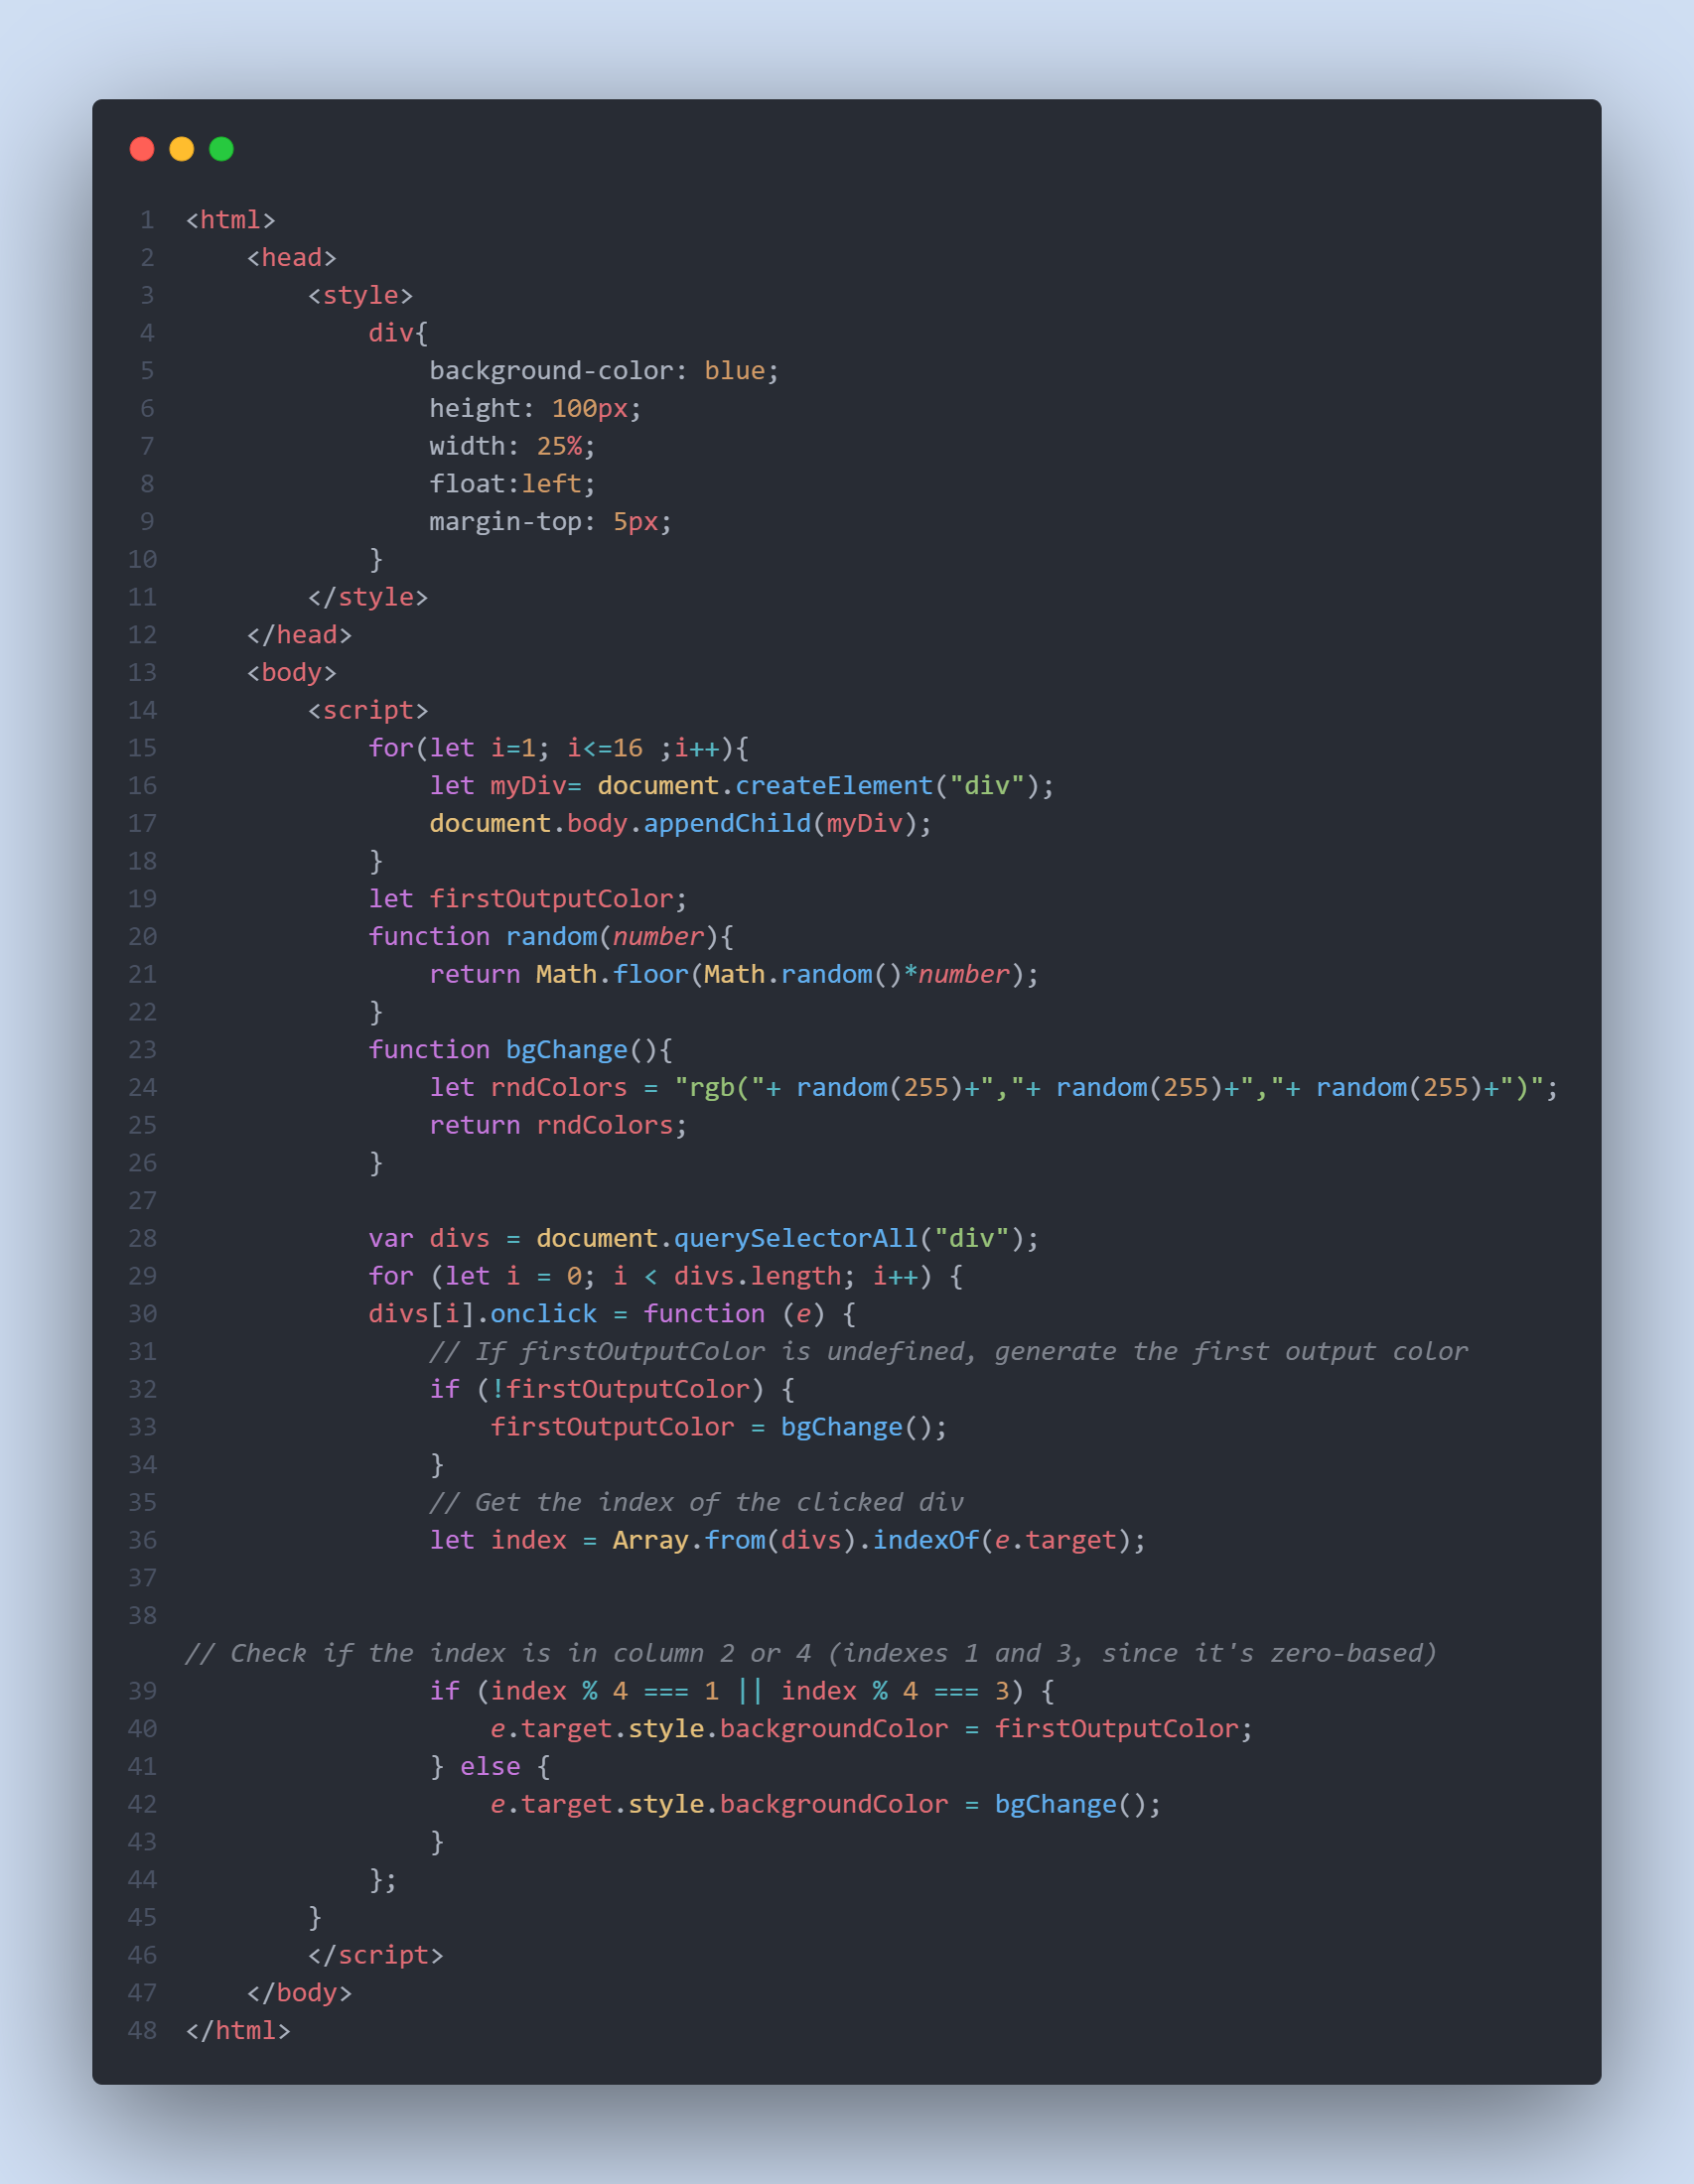 1 <html>
2     <head>
3         <style>
4             div{
5                 background-color: blue;
6                 height: 100px;
7                 width: 25%;
8                 float:left;
9                 margin-top: 5px;
10             }
11         </style>
12     </head>
13     <body>
14         <script>
15             for(let i=1; i<=16 ;i++){
16                 let myDiv= document.createElement("div");
17                 document.body.appendChild(myDiv);
18             }
19             let firstOutputColor;
20             function random(number){
21                 return Math.floor(Math.random()*number);
22             }
23             function bgChange(){
24                 let rndColors = "rgb("+ random(255)+","+ random(255)+","+ random(255)+")";
25                 return rndColors;
26             }
27
28             var divs = document.querySelectorAll("div");
29             for (let i = 0; i < divs.length; i++) {
30             divs[i].onclick = function (e) {
31                 // If firstOutputColor is undefined, generate the first output color
32                 if (!firstOutputColor) {
33                     firstOutputColor = bgChange();
34                 }
35                 // Get the index of the clicked div
36                 let index = Array.from(divs).indexOf(e.target);
37
38
// Check if the index is in column 2 or 4 (indexes 1 and 3, since it's zero-based)
39                 if (index % 4 === 1 || index % 4 === 3) {
40                     e.target.style.backgroundColor = firstOutputColor;
41                 } else {
42                     e.target.style.backgroundColor = bgChange();
43                 }
44             };
45         }
46         </script>
47     </body>
48 </html>